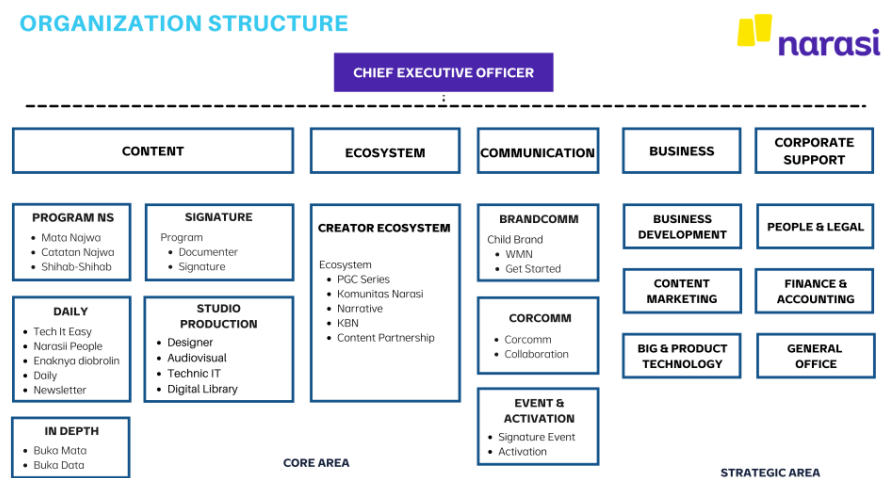 ORGANIZATION STRUCTURE
narasi
CHIEF EXECUTIVE OFFICER
CONTENT
ECOSYSTEM
COMMUNICATION
BUSINESS
CORPORATE
SUPPORT
PROGRAM NS
• Mata Najwa
• Catatan Najwa
• Shihab-Shihab
SIGNATURE
Program
• Documenter
• Signature
DAILY
• Tech It Easy
• Narasii People
• Enaknya diobrolin
• Daily
• Newsletter
STUDIO
PRODUCTION
• Designer
• Audiovisual
• Technic IT
• Digital Library
IN DEPTH
• Buka Mata
• Buka Data
CREATOR ECOSYSTEM
Ecosystem
• PGC Series
• Komunitas Narasi
• Narrative
• KBN
• Content Partnership
BRANDCOMM
Child Brand
• WMN
• Get Started
CORCOMM
• Corcomm
• Collaboration
EVENT &
ACTIVATION
• Signature Event
• Activation
BUSINESS
DEVELOPMENT
CONTENT
MARKETING
BIG & PRODUCT
TECHNOLOGY
PEOPLE & LEGAL
FINANCE &
ACCOUNTING
GENERAL
OFFICE
CORE AREA
STRATEGIC AREA